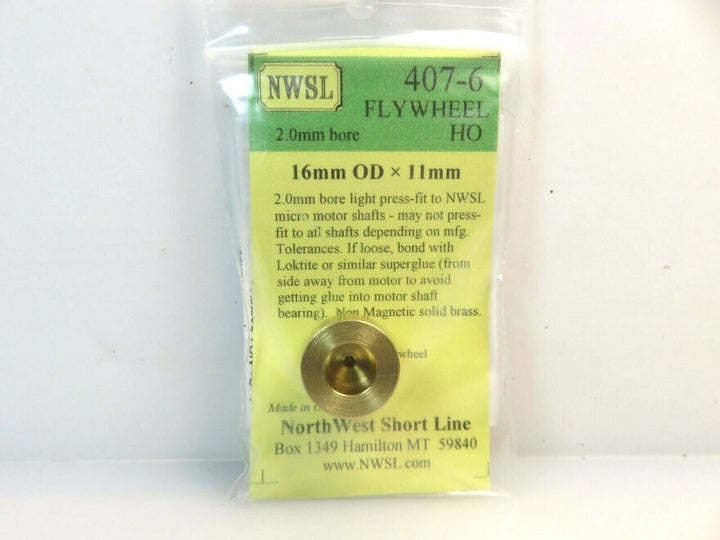 NWSL
407-6
FLYWHEEL
2.0mm bore HO
16mm OD × 11mm
2.0mm bore light press-fit to NWSL
micro motor shafts - may not press-
fit to all shafts depending on mfg.
Tolerances. If loose, bond with
Loktite or similar superglue (from
side away from motor to avoid
getting glue into motor shaft
bearing). Non Magnetic solid brass.
wheel
Made in
NorthWest Short Line
Box 1349 Hamilton MT 59840
www.NWSL.com